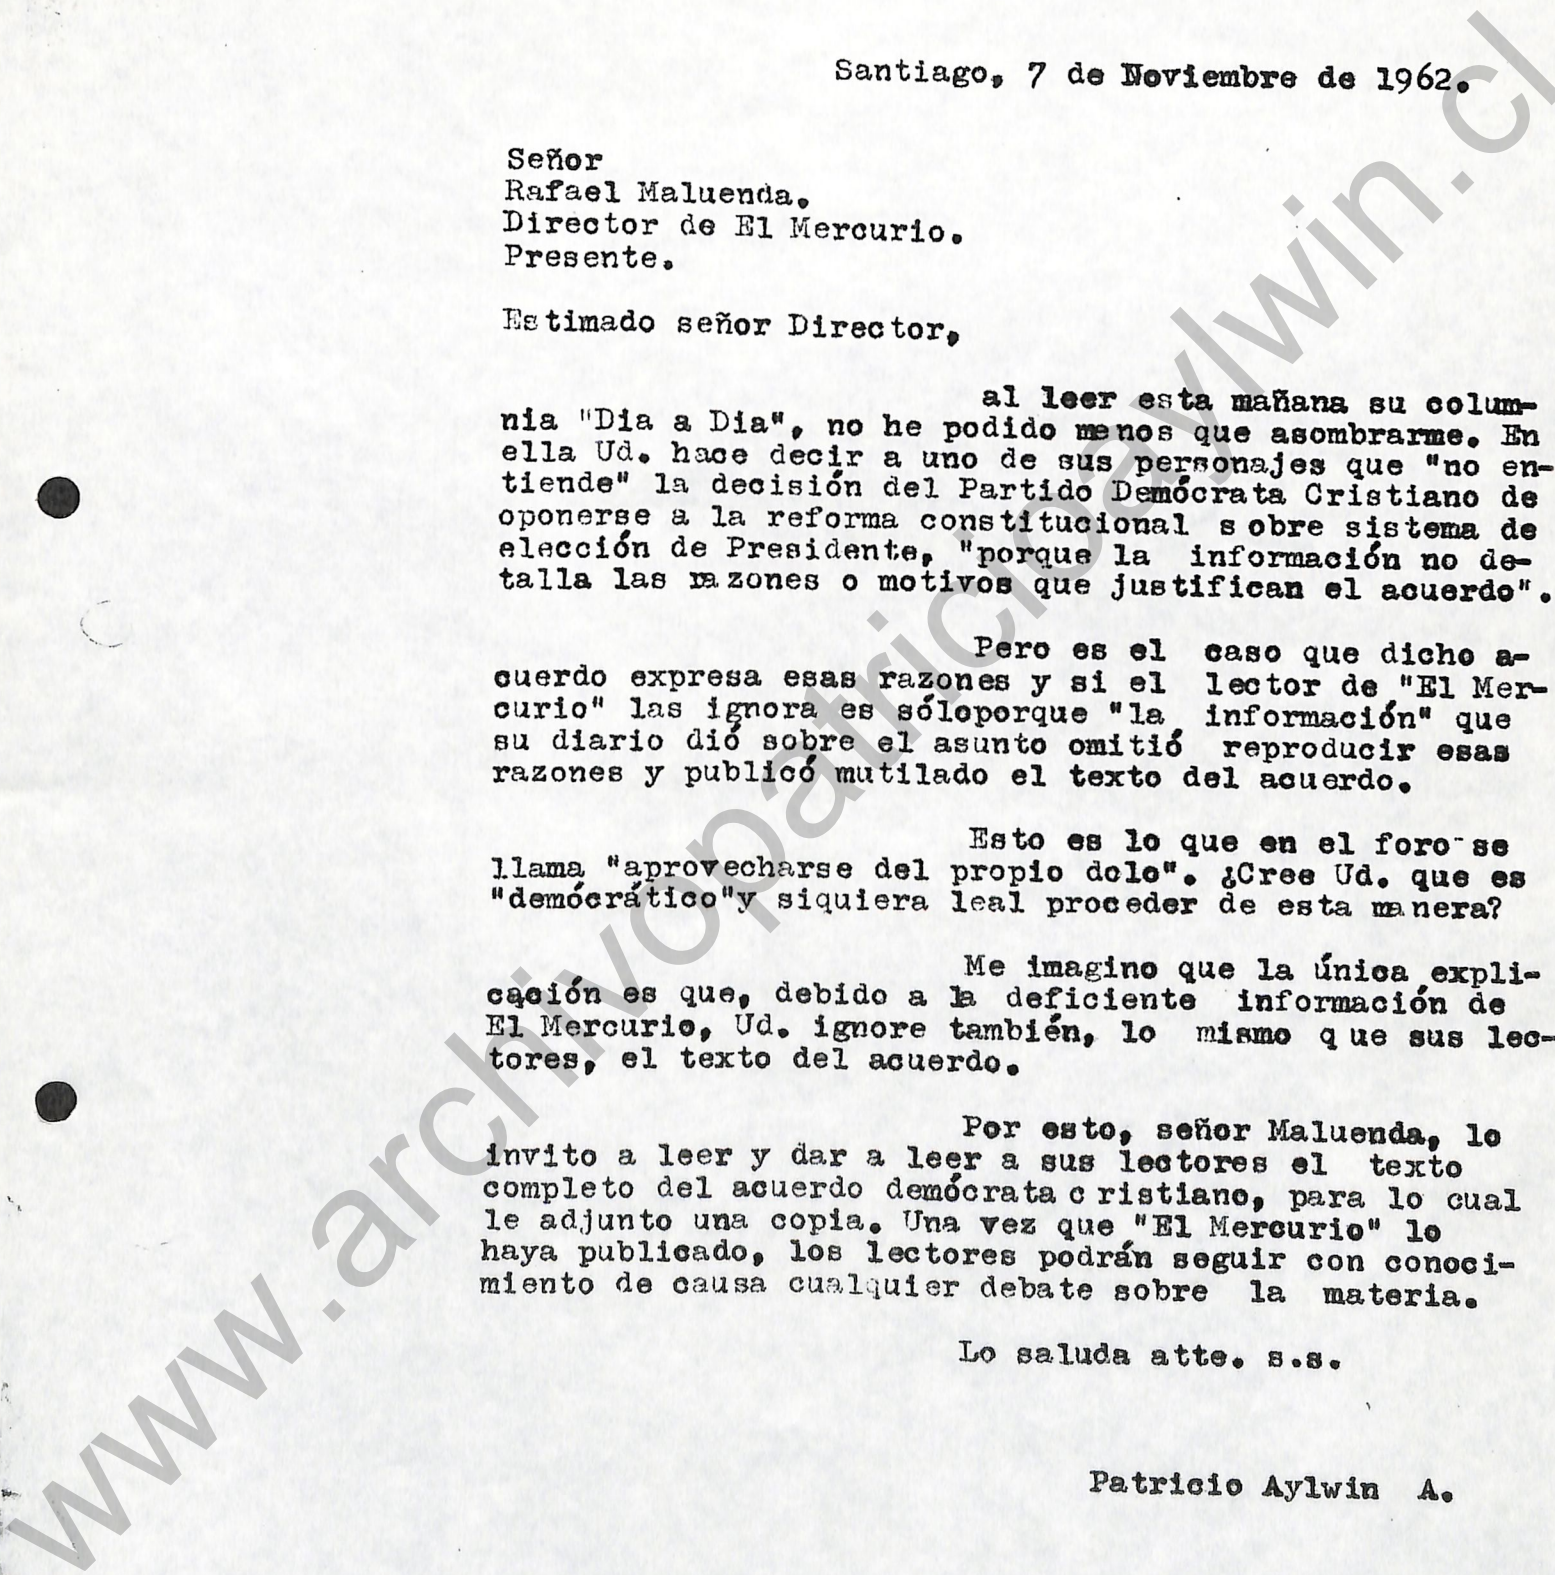 Santiago, 7 de Noviembre de 1962.
Señor
Rafael Maluenda.
Director de El Mercurio.
Presente.
Estimado señor Director,
al leer esta mañana su colum-
nia "Dia a Dia", no he podido menos que asombrarme. En
ella Ud. hace decir a uno de sus personajes que "no en-
tiende" la decisión del Partido Demócrata Cristiano de
oponerse a la reforma constitucional sobre sistema de
elección de Presidente, "porque la información no de-
talla las razones o motivos que justifican el acuerdo".
Pero es el caso que dicho a-
cuerdo expresa esas razones y si el lector de "El Mer-
curio" las ignora es sóloporque "la información" que
su diario dió sobre el asunto omitió reproducir esas
razones y publicó mutilado el texto del acuerdo.
Esto es lo que en el foro-se
llama "aprovecharse del propio dolo". ¿Cree Ud. que es
"demócrático"y siquiera leal proceder de esta manera?
Me imagino que la única expli-
cación es que, debido a la deficiente información de
El Mercurio, Ud. ignore también, lo mismo que sus lec-
tores, el texto del acuerdo.
Por esto, señor Maluenda, lo
invito a leer y dar a leer a sus lectores el texto
completo del acuerdo demócrata cristiano, para lo cual
le adjunto una copia. Una vez que "El Mercurio" lo
haya publicado, los lectores podrán seguir con conoci-
miento de causa cualquier debate sobre la materia.
Lo saluda atte. s.s.
Patricio Aylwin A.
www.archivopatricioaylwin.cl